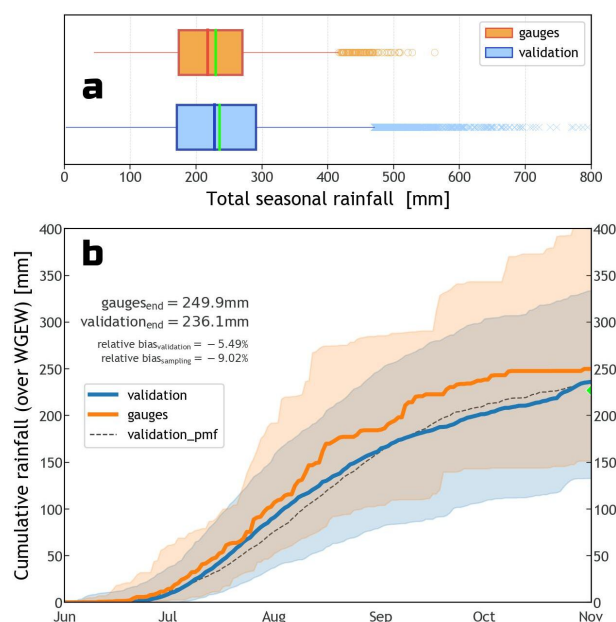 gauges
validation
a
0 100 200 300 400 500 600 700 800
Total seasonal rainfall [mm]
b
Cumulative rainfall (over WGEW) [mm]
400 400
350 350
300 300
250 250
200 200
150 150
100 100
50 50
0 0
gauges_end = 249.9mm
validation_end = 236.1mm
relative bias_validation = −5.49%
relative bias_sampling = −9.02%
validation
gauges
validation_pmf
Jun Jul Aug Sep Oct Nov